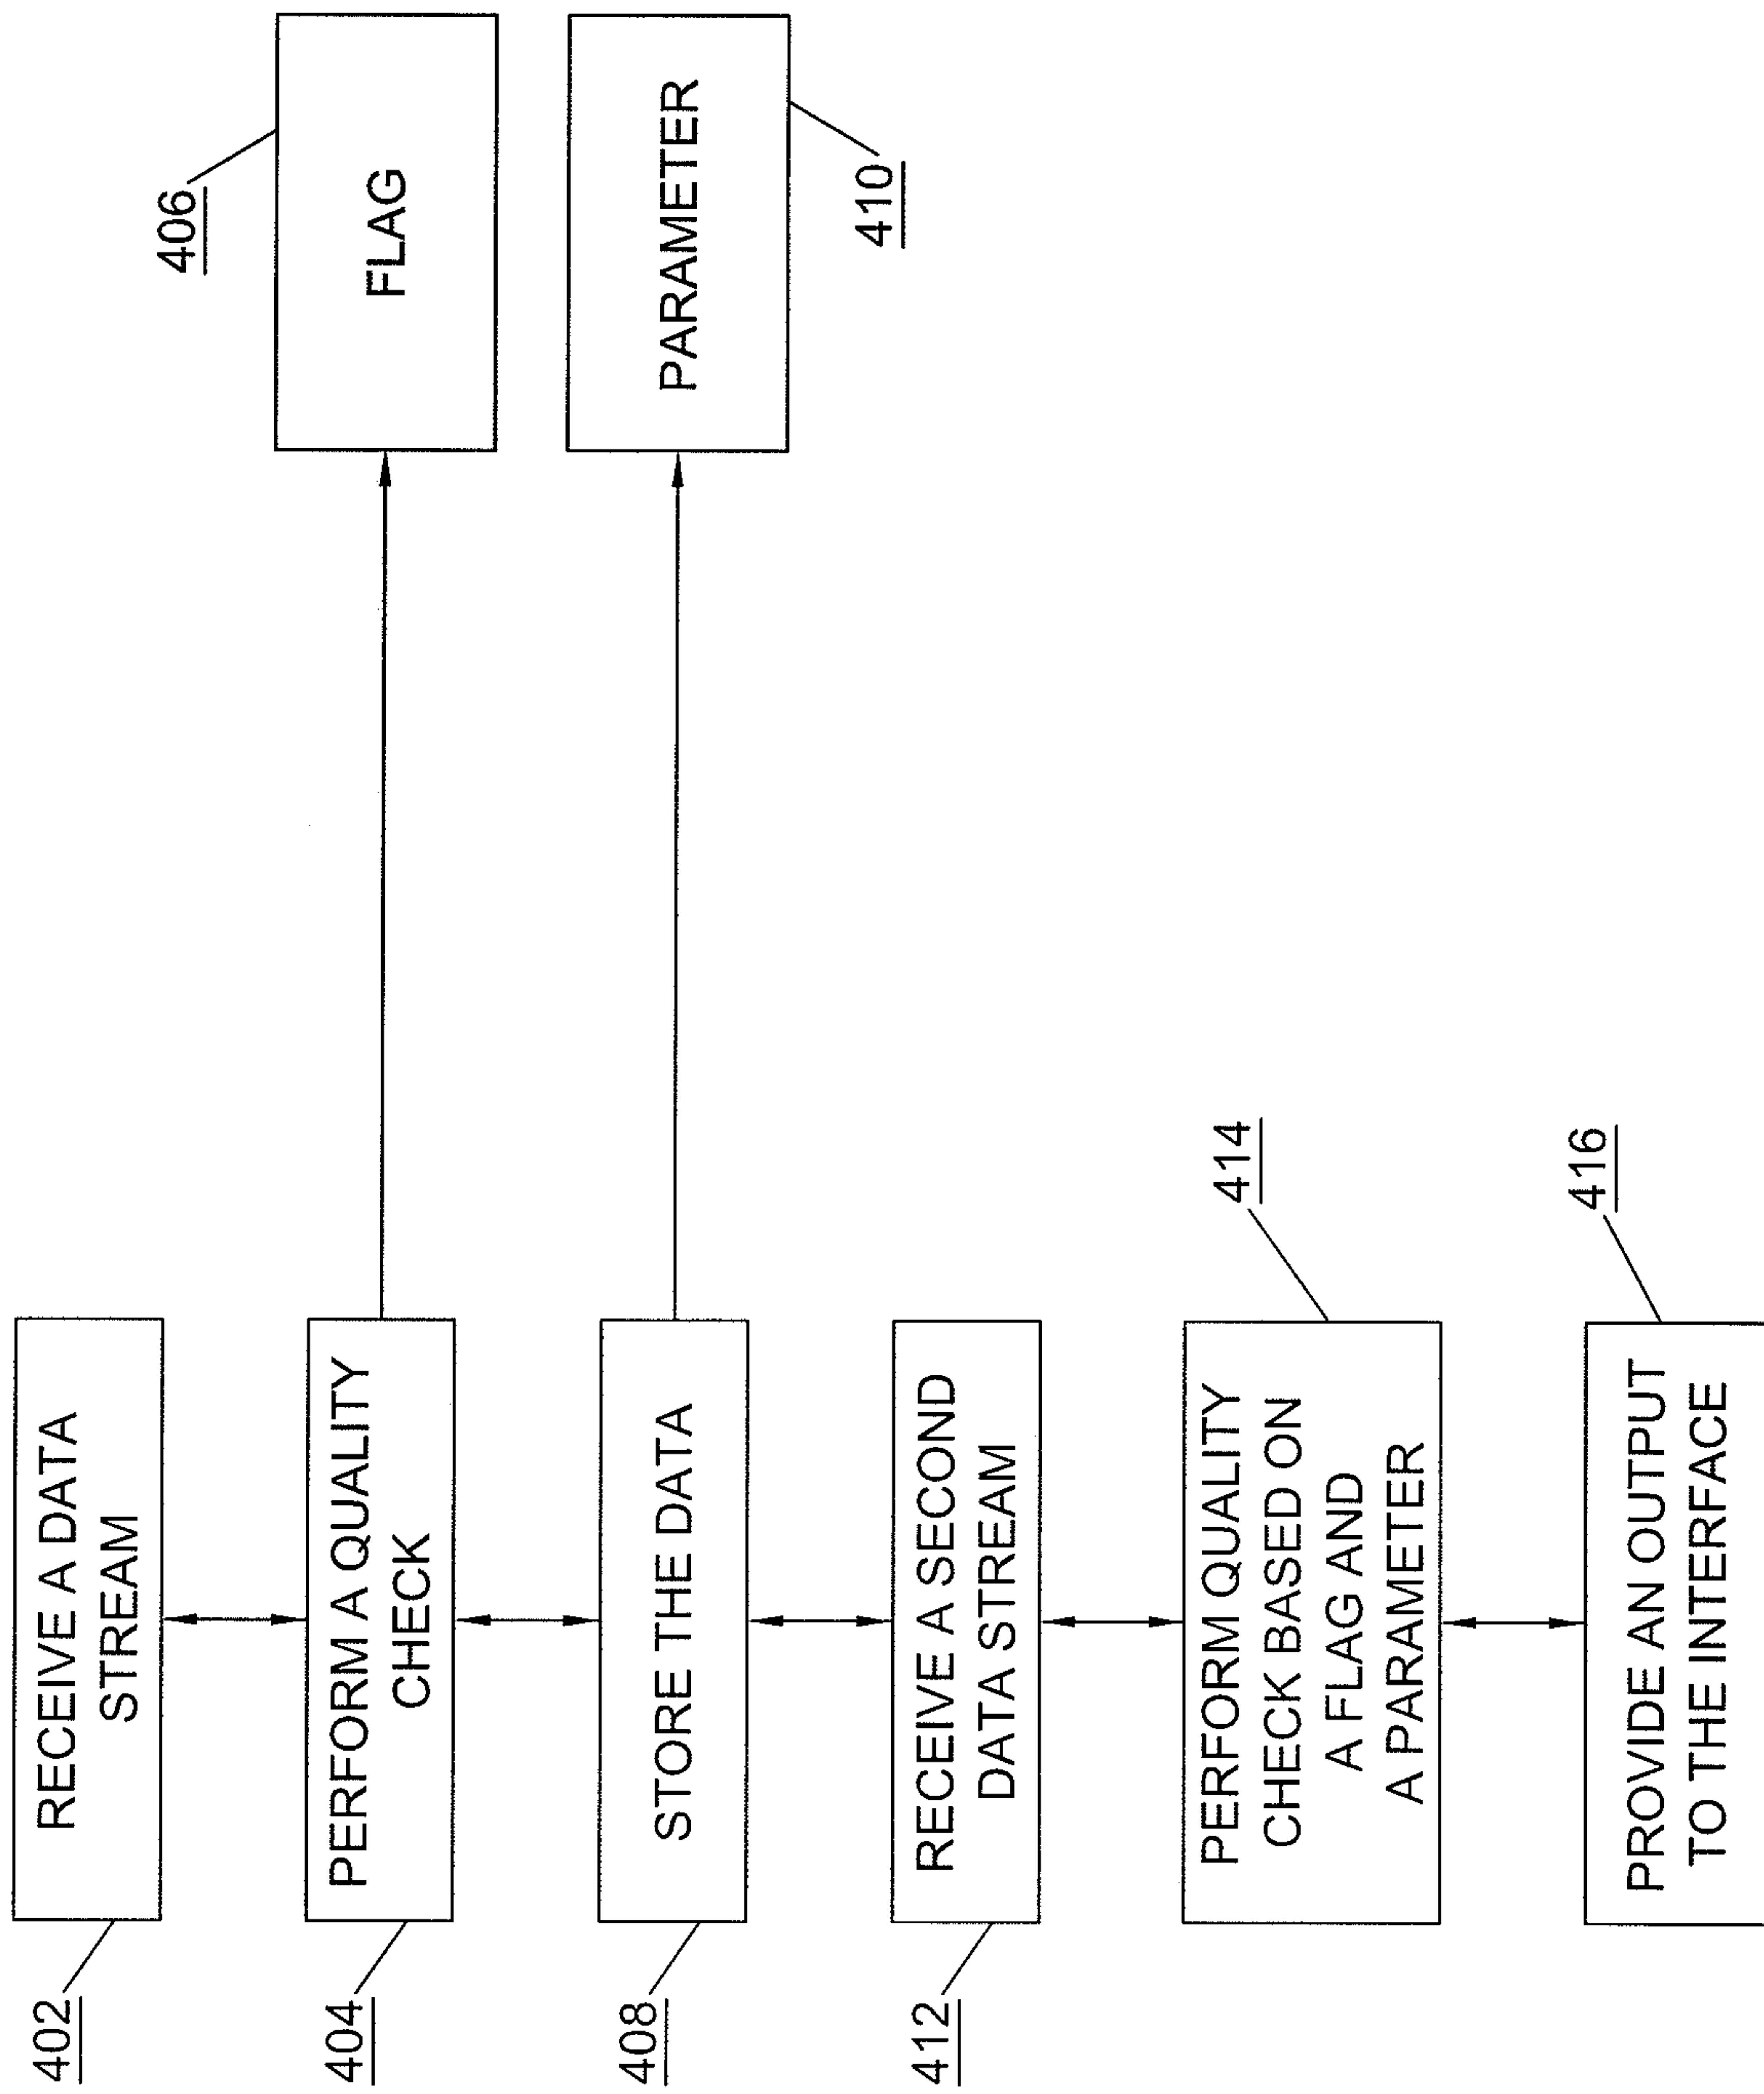 402
RECEIVE A DATA
STREAM
404
PERFORM A QUALITY
CHECK
406
FLAG
408
STORE THE DATA
410
PARAMETER
412
RECEIVE A SECOND
DATA STREAM
414
PERFORM QUALITY
CHECK BASED ON
A FLAG AND
A PARAMETER
416
PROVIDE AN OUTPUT
TO THE INTERFACE